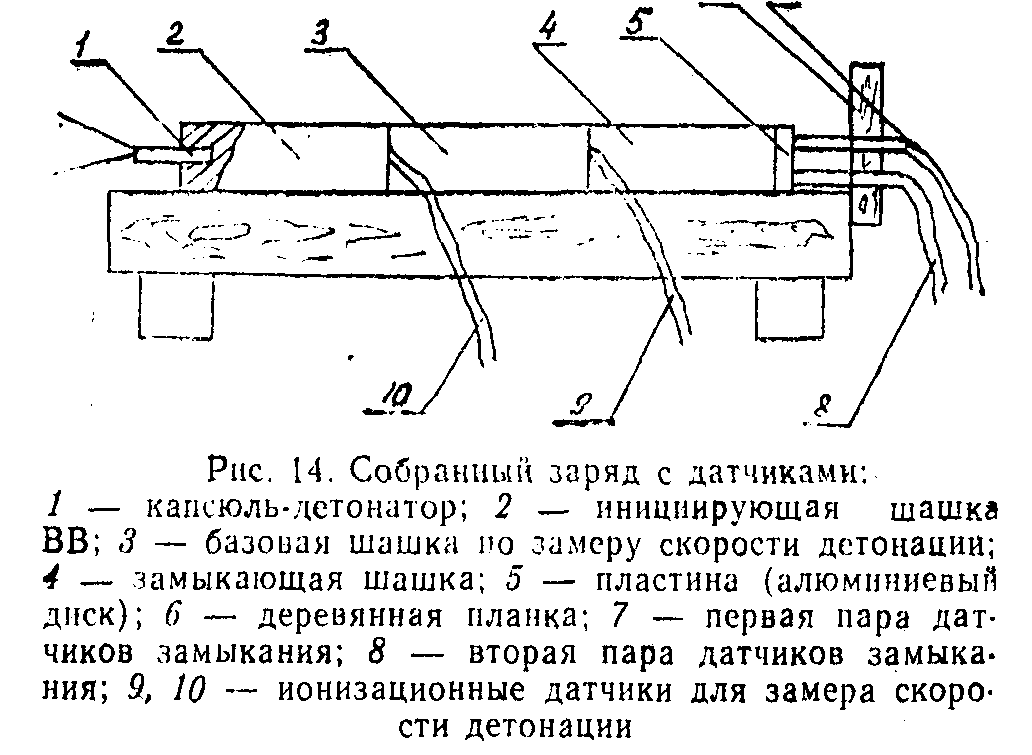 1 2 3 4 5
10 9 8
Рис. 14. Собранный заряд с датчиками:
1 — капсюль-детонатор; 2 — инициирующая шашка
ВВ; 3 — базовая шашка по замеру скорости детонации;
4 — замыкающая шашка; 5 — пластина (алюминиевый
диск); 6 — деревянная планка; 7 — первая пара дат-
чиков замыкания; 8 — вторая пара датчиков замыка-
ния; 9, 10 — ионизационные датчики для замера скоро-
сти детонации